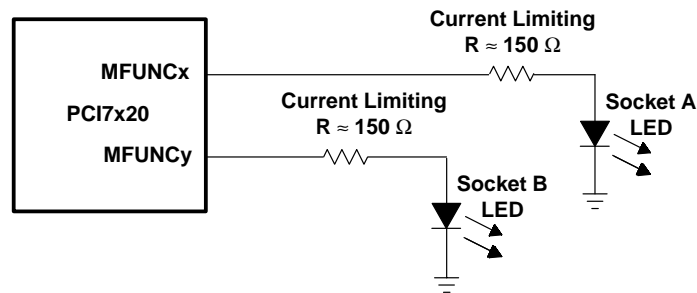 Current Limiting
R ≈ 150 Ω
MFUNCx
PCI7x20
MFUNCy
Current Limiting
R ≈ 150 Ω
Socket A
LED
Socket B
LED